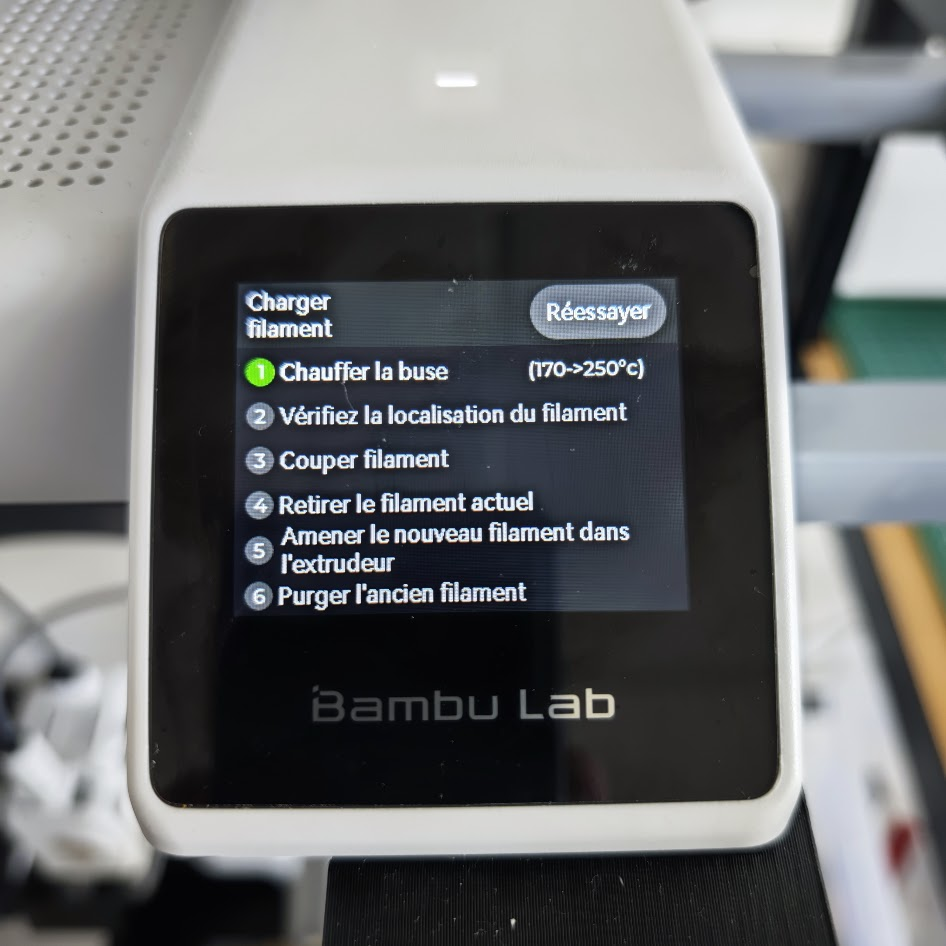 Charger
filament
Réessayer
1 Chauffer la buse (170->250°c)
2 Vérifiez la localisation du filament
3 Couper filament
4 Retirer le filament actuel
5 Amener le nouveau filament dans
l'extrudeur
6 Purger l'ancien filament
Bambu Lab